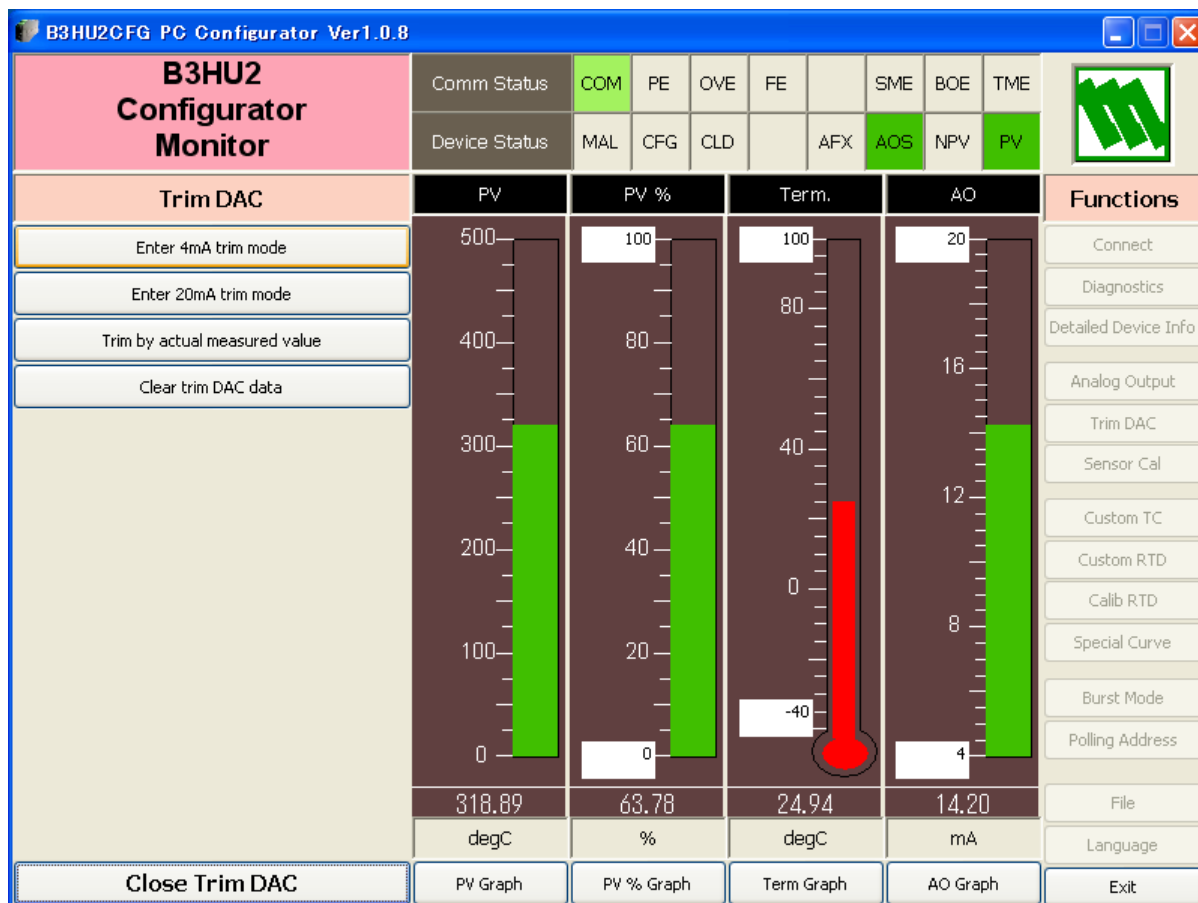 B3HU2CFG PC Configurator Ver1.0.8
B3HU2
Configurator
Monitor
Comm Status COM PE OVE FE SME BOE TME
Device Status MAL CFG CLD AFX AOS NPV PV
Trim DAC
Enter 4mA trim mode
Enter 20mA trim mode
Trim by actual measured value
Clear trim DAC data
Close Trim DAC
PV
500
400
300
200
100
0
318.89
degC
PV Graph
PV %
100
80
60
40
20
0
63.78
%
PV % Graph
Term.
100
80
40
0
-40
24.94
degC
Term Graph
AO
20
16
12
8
4
14.20
mA
AO Graph
Functions
Connect
Diagnostics
Detailed Device Info
Analog Output
Trim DAC
Sensor Cal
Custom TC
Custom RTD
Calib RTD
Special Curve
Burst Mode
Polling Address
File
Language
Exit